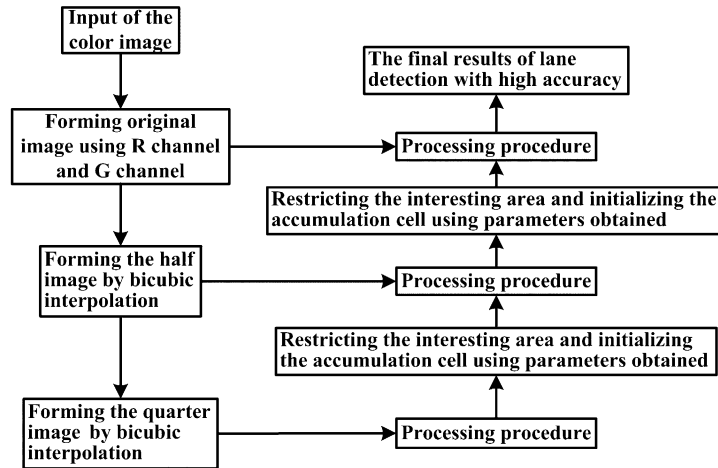 Input of the
color image
The final results of lane
detection with high accuracy
Forming original
image using R channel
and G channel
Processing procedure
Restricting the interesting area and initializing the
accumulation cell using parameters obtained
Forming the half
image by bicubic
interpolation
Processing procedure
Restricting the interesting area and initializing
the accumulation cell using parameters obtained
Forming the quarter
image by bicubic
interpolation
Processing procedure